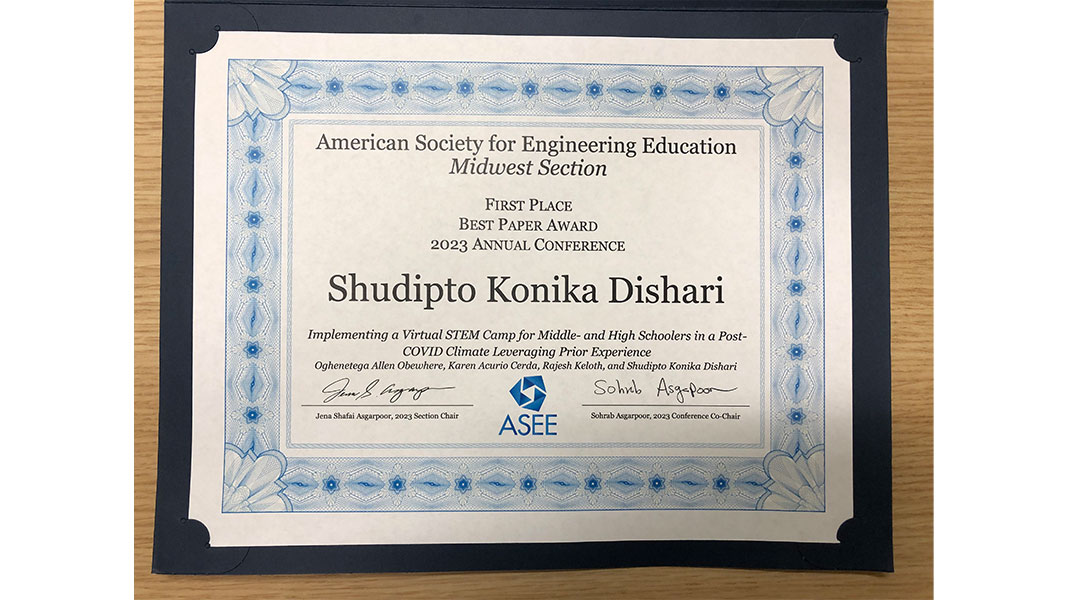 American Society for Engineering Education
Midwest Section
First Place
Best Paper Award
2023 Annual Conference
Shudipto Konika Dishari
Implementing a Virtual STEM Camp for Middle- and High Schoolers in a Post-
COVID Climate Leveraging Prior Experience
Oghenetega Allen Obewhere, Karen Acurio Cerda, Rajesh Keloth, and Shudipto Konika Dishari
Sohrab Asgarpoor
Jena Shafai Asgarpoor, 2023 Section Chair
ASEE
Sohrab Asgarpoor, 2023 Conference Co-Chair